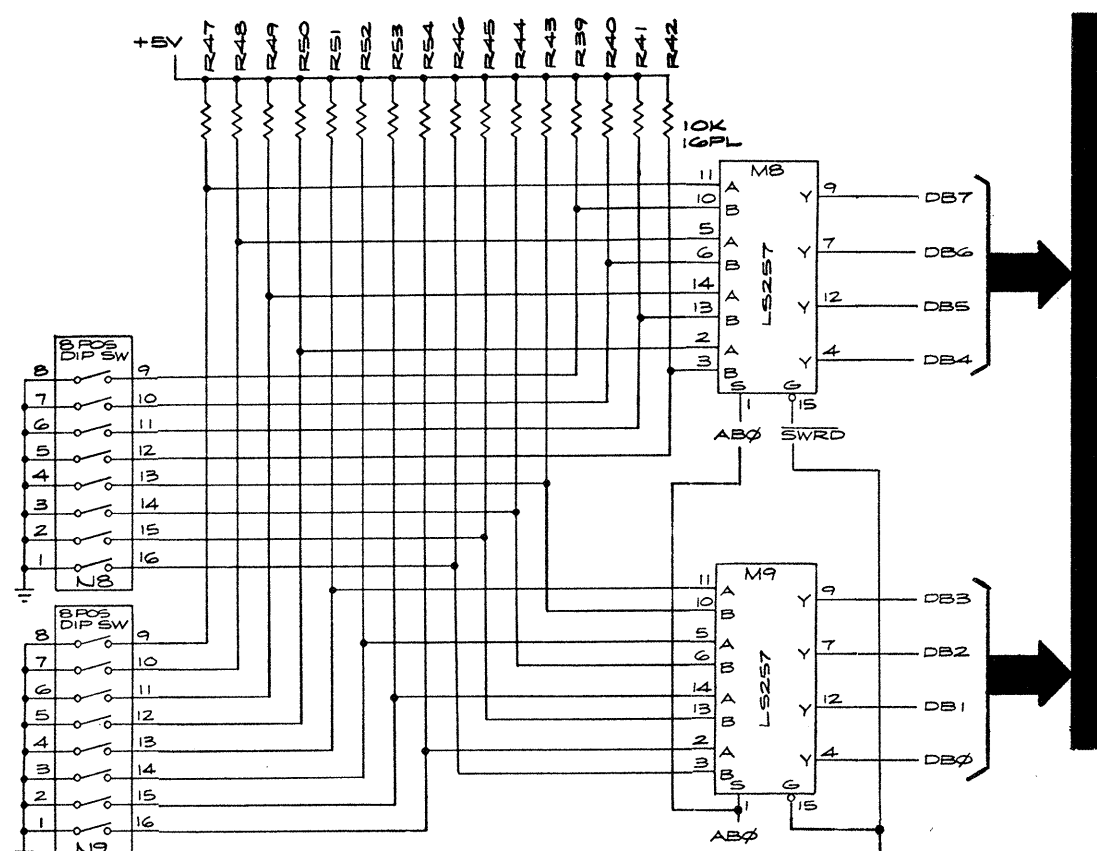 +5V
R47 R48 R49 R50 R51 R52 R53 R54 R46 R45 R44 R43 R39 R40 R41 R42
10K
16PL
M8
LS257
11 A
10 B
5 A
6 B
14 A
13 B
2 A
3 B
Y 9 DB7
Y 7 DB6
Y 12 DB5
Y 4 DB4
S G
1 15
ABØ SWRD
8 POS
DIP SW
8 9
7 10
6 11
5 12
4 13
3 14
2 15
1 16
N8
M9
LS257
11 A
10 B
5 A
6 B
14 A
13 B
2 A
3 B
Y 9 DB3
Y 7 DB2
Y 12 DB1
Y 4 DBØ
S G
1 15
ABØ
8 POS
DIP SW
8 9
7 10
6 11
5 12
4 13
3 14
2 15
1 16
N9